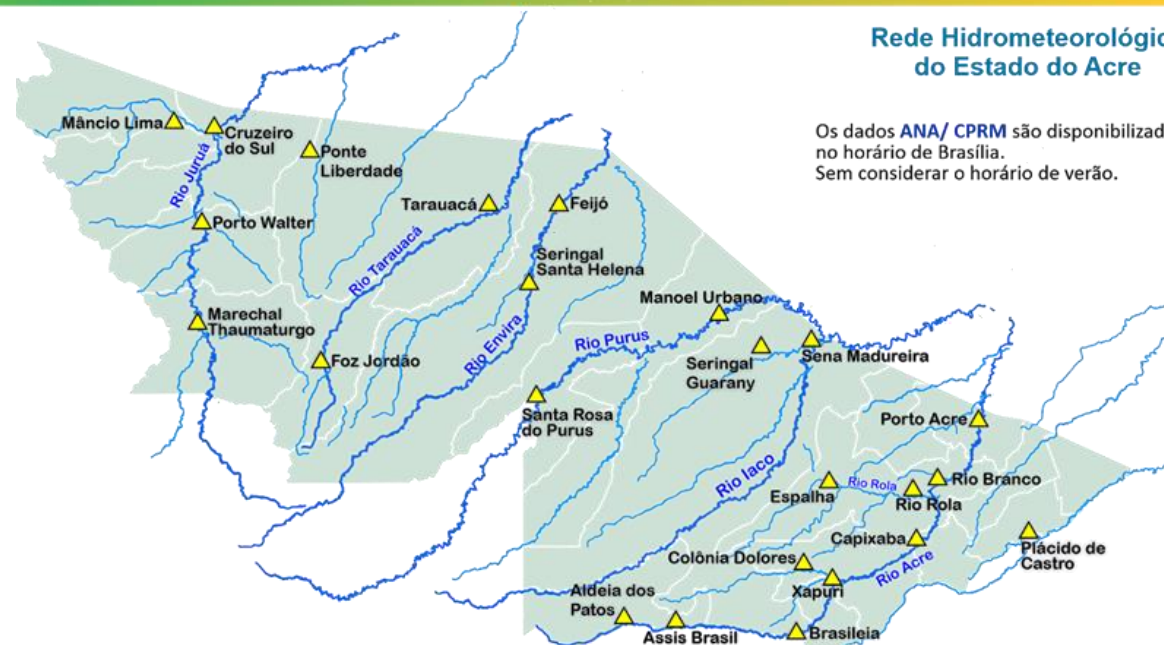 Rede Hidrometeorológic
do Estado do Acre
Os dados ANA/ CPRM são disponibilizad
no horário de Brasília.
Sem considerar o horário de verão.
Mâncio Lima
Cruzeiro
do Sul
Ponte
Liberdade
Rio Juruá
Porto Walter
Tarauacá
Feijó
Rio Tarauacá
Seringal
Santa Helena
Marechal
Thaumaturgo
Foz Jordão
Rio Envira
Manoel Urbano
Rio Purus
Seringal
Guarany
Sena Madureira
Santa Rosa
do Purus
Porto Acre
Rio Iaco
Espalha
Rio Rola
Rio Rola
Rio Branco
Capixaba
Plácido de
Castro
Colônia Dolores
Rio Acre
Xapuri
Aldeia dos
Patos
Assis Brasil
Brasileia